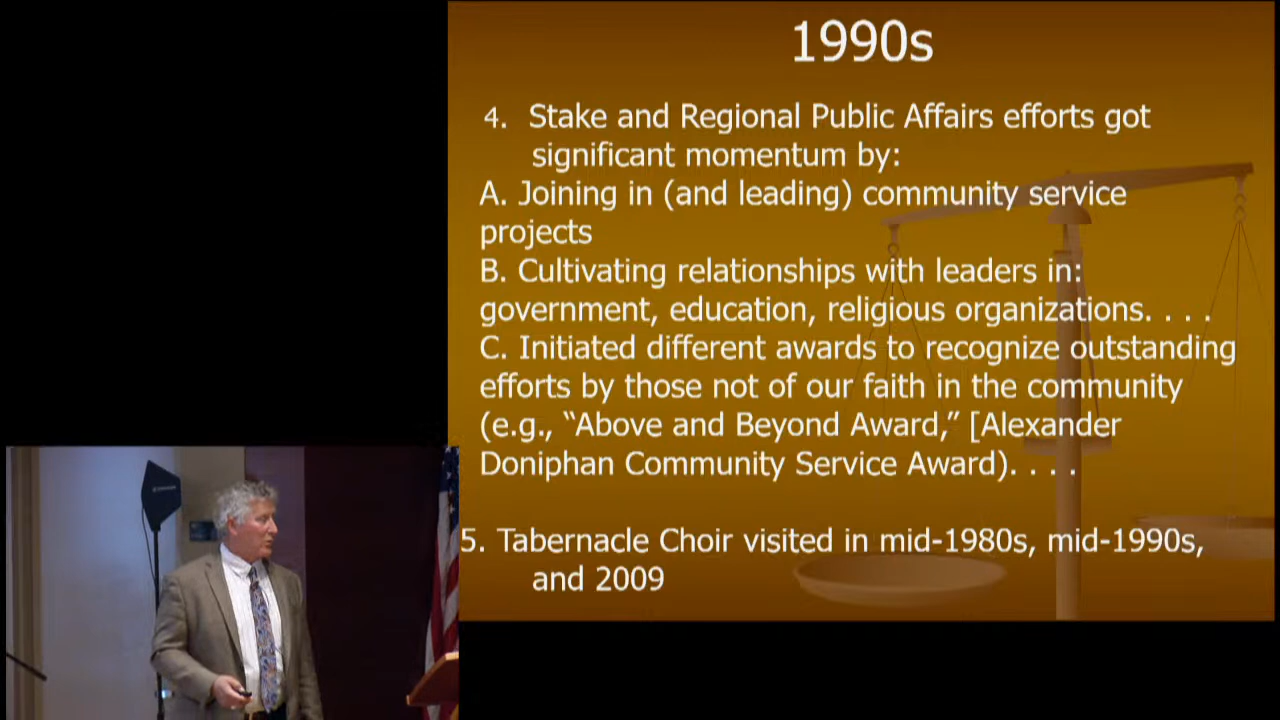 1990s
4. Stake and Regional Public Affairs efforts got
significant momentum by:
A. Joining in (and leading) community service
projects
B. Cultivating relationships with leaders in:
government, education, religious organizations. . . .
C. Initiated different awards to recognize outstanding
efforts by those not of our faith in the community
(e.g., “Above and Beyond Award,” [Alexander
Doniphan Community Service Award). . . .
5. Tabernacle Choir visited in mid-1980s, mid-1990s,
and 2009